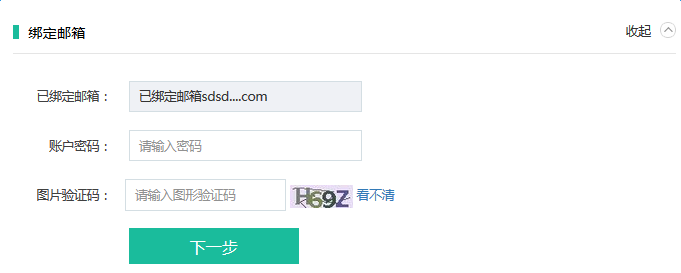 绑定邮箱 收起
已绑定邮箱： 已绑定邮箱sdsd....com
账户密码： 请输入密码
图片验证码： 请输入图形验证码 H69Z 看不清
下一步